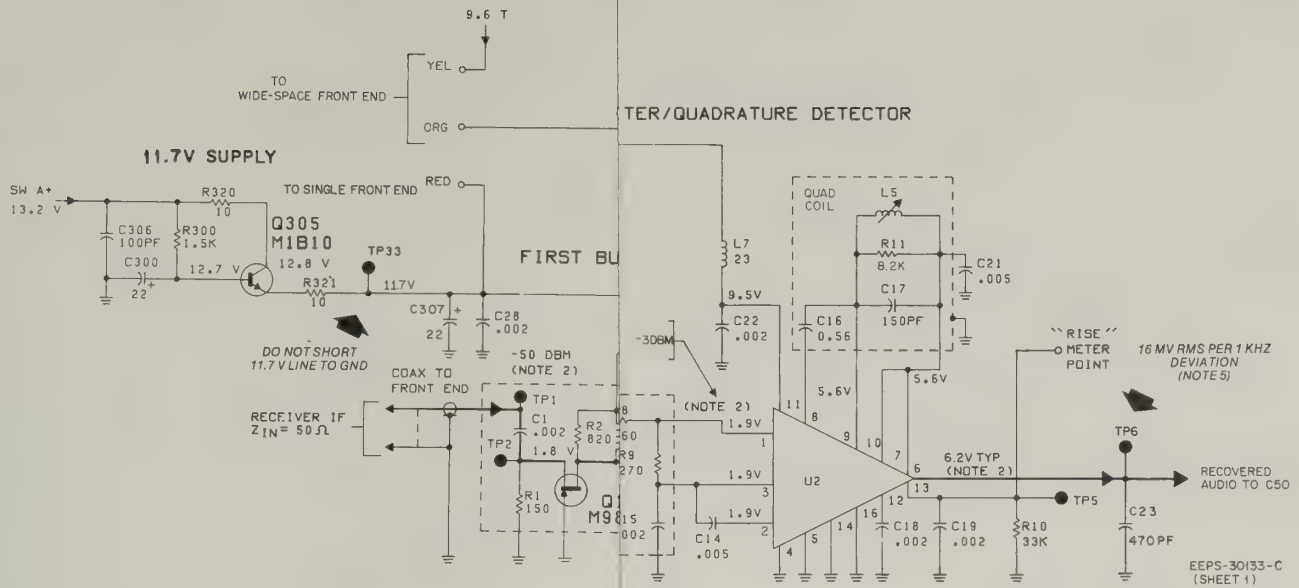 9.6 T
YEL
TO
WIDE-SPACE FRONT END
ORG
TER/QUADRATURE DETECTOR
11.7V SUPPLY
TO SINGLE FRONT END
RED
SW A+
13.2 V
R320
10
C306
100PF
R300
1.5K
Q305
M1B10
12.8 V
C300
22
+
12.7 V
R321
10
TP33
11.7V
FIRST BU
C307
22
+
C28
.002
DO NOT SHORT
11.7 V LINE TO GND
-50 DBM
(NOTE 2)
COAX TO
FRONT END
RECEIVER IF
ZIN= 50 Ω
TP1
C1
.002
TP2
1.8 V
R2
820
R1
150
Q1
M98
8
60
R9
270
15
002
C14
.005
QUAD
COIL
L5
R11
8.2K
C17
150PF
C21
.005
L7
23
9.5V
C22
.002
C16
0.56
-3DBM
(NOTE 2)
5.6V
5.6V
11
8
9
10
7
6
13
12
16
14
5
4
1.9V
1
1.9V
3
1.9V
2
U2
6.2V TYP
(NOTE 2)
"RISE"
METER
POINT
16 MV RMS PER 1 KHZ
DEVIATION
(NOTE 5)
TP6
RECOVERED
AUDIO TO C50
TP5
C18
.002
C19
.002
R10
33K
C23
470PF
EEPS-30133-C
(SHEET 1)